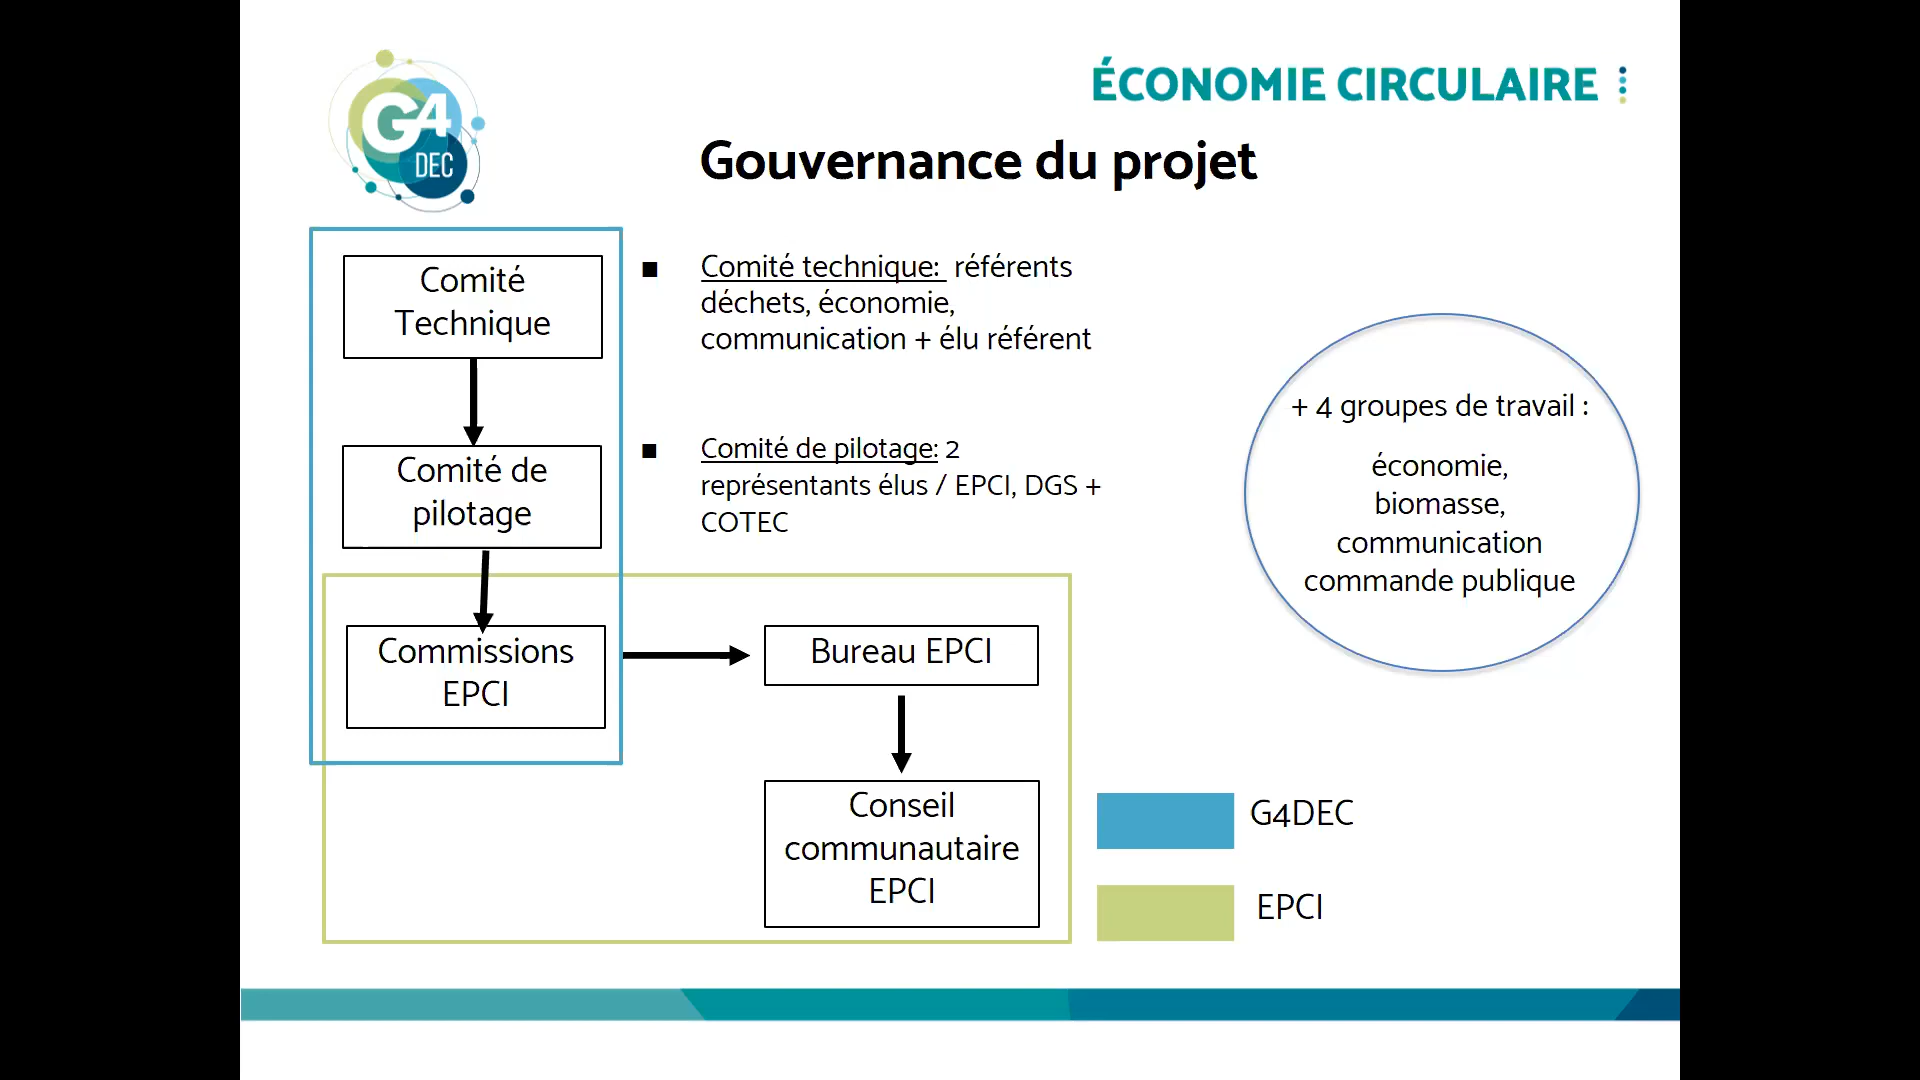 G4
DEC
ÉCONOMIE CIRCULAIRE
Gouvernance du projet
Comité
Technique
■ Comité technique: référents
déchets, économie,
communication + élu référent
Comité de
pilotage
■ Comité de pilotage: 2
représentants élus / EPCI, DGS +
COTEC
+ 4 groupes de travail :
économie,
biomasse,
communication
commande publique
Commissions
EPCI
Bureau EPCI
Conseil
communautaire
EPCI
G4DEC
EPCI